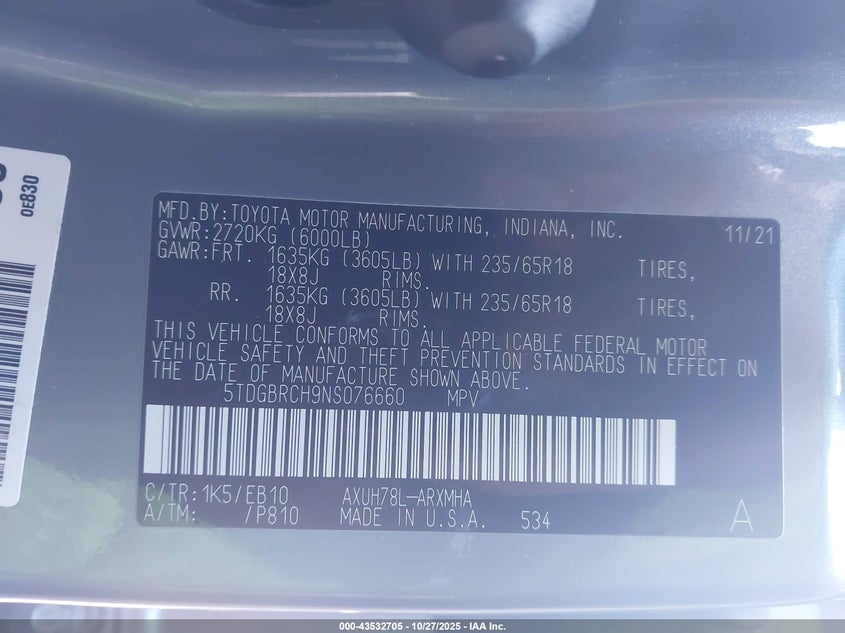 0E830
MFD.BY:TOYOTA MOTOR MANUFACTURING, INDIANA, INC. 11/21
GVWR:2720KG (6000LB)
GAWR:FRT. 1635KG (3605LB) WITH 235/65R18 TIRES,
18X8J RIMS.
RR. 1635KG (3605LB) WITH 235/65R18 TIRES,
18X8J RIMS.
THIS VEHICLE CONFORMS TO ALL APPLICABLE FEDERAL MOTOR
VEHICLE SAFETY AND THEFT PREVENTION STANDARDS IN EFFECT ON
THE DATE OF MANUFACTURE SHOWN ABOVE.
5TDGBRCH9NS076660 MPV
C/TR:1K5/EB10 AXUH78L-ARXMHA
A/TM: /P810 MADE IN U.S.A. 534 A
000-43532705 - 10/27/2025 - IAA Inc.